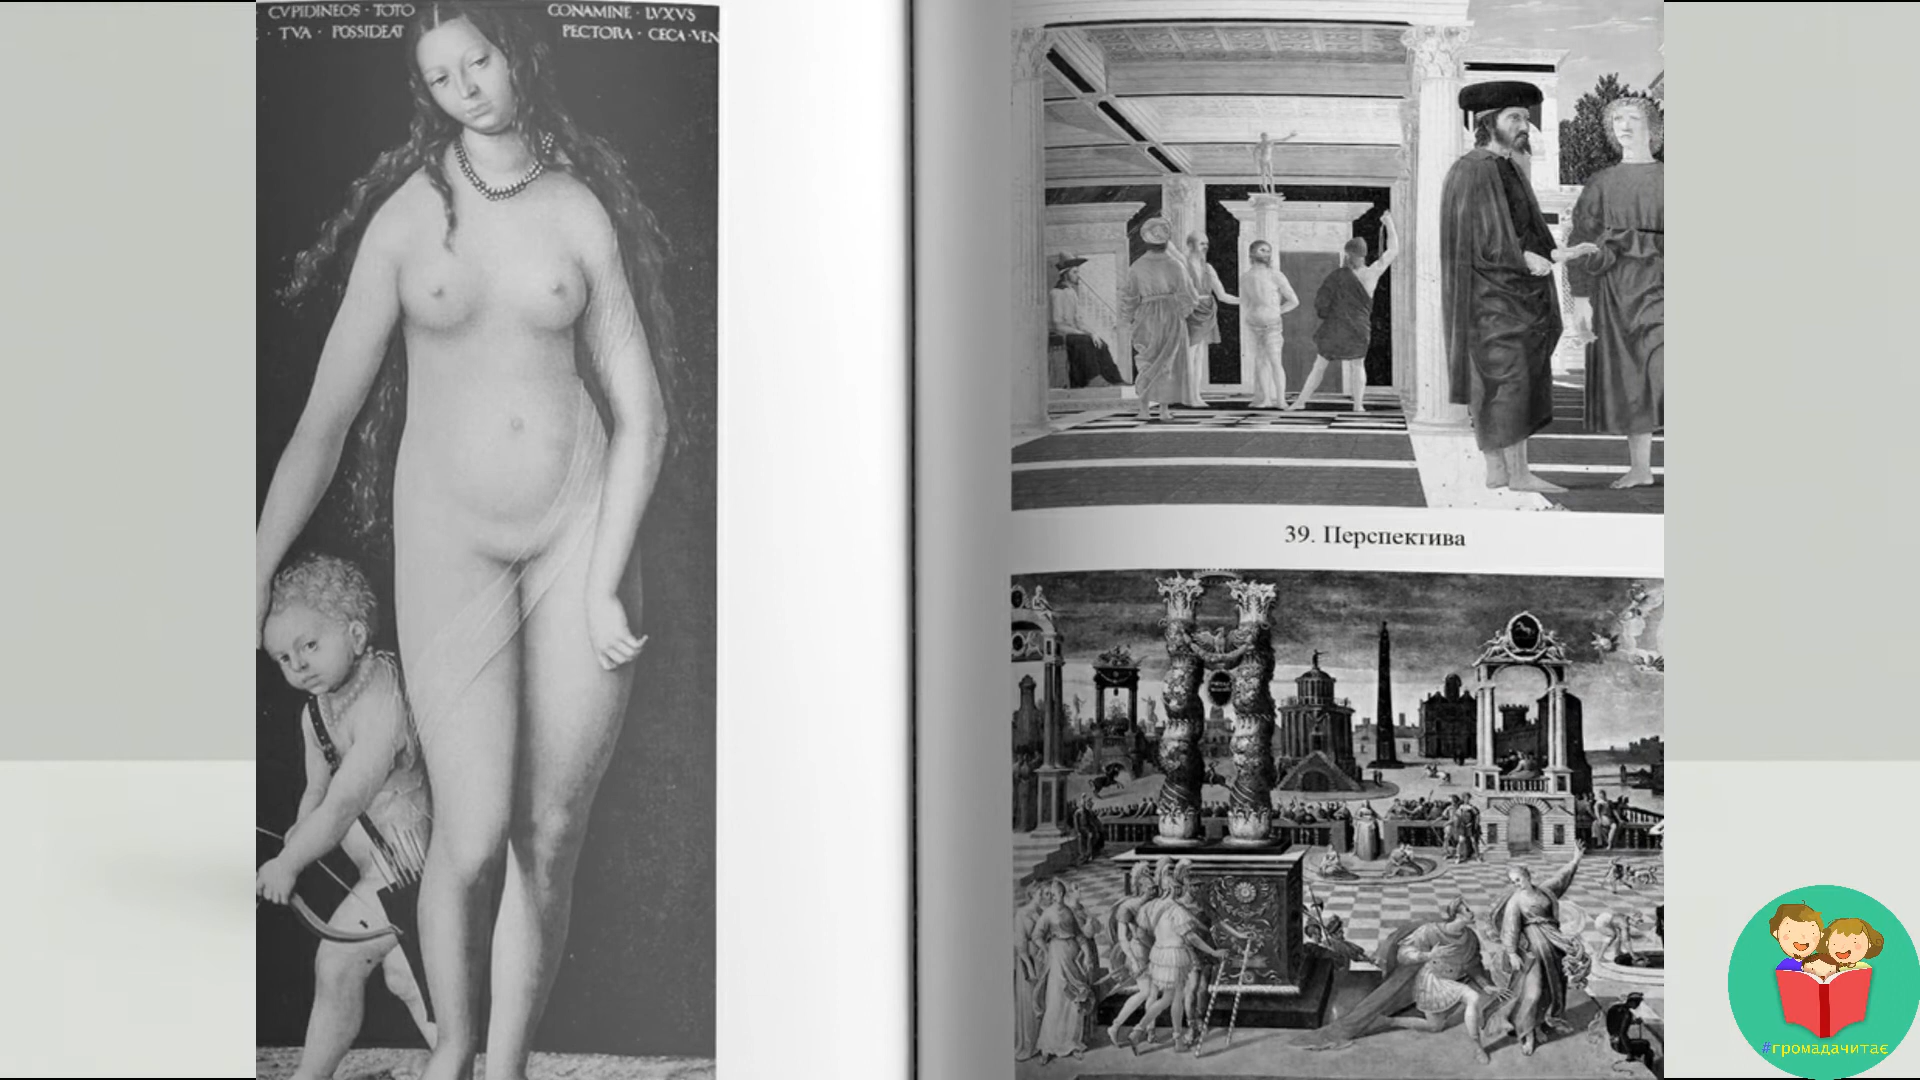 CVPIDINEOS · TOTO CONAMINE · LVXVS
· TVA · POSSIDEAT PECTORA · CECA · VEN
39. Перспектива
#громадачитає